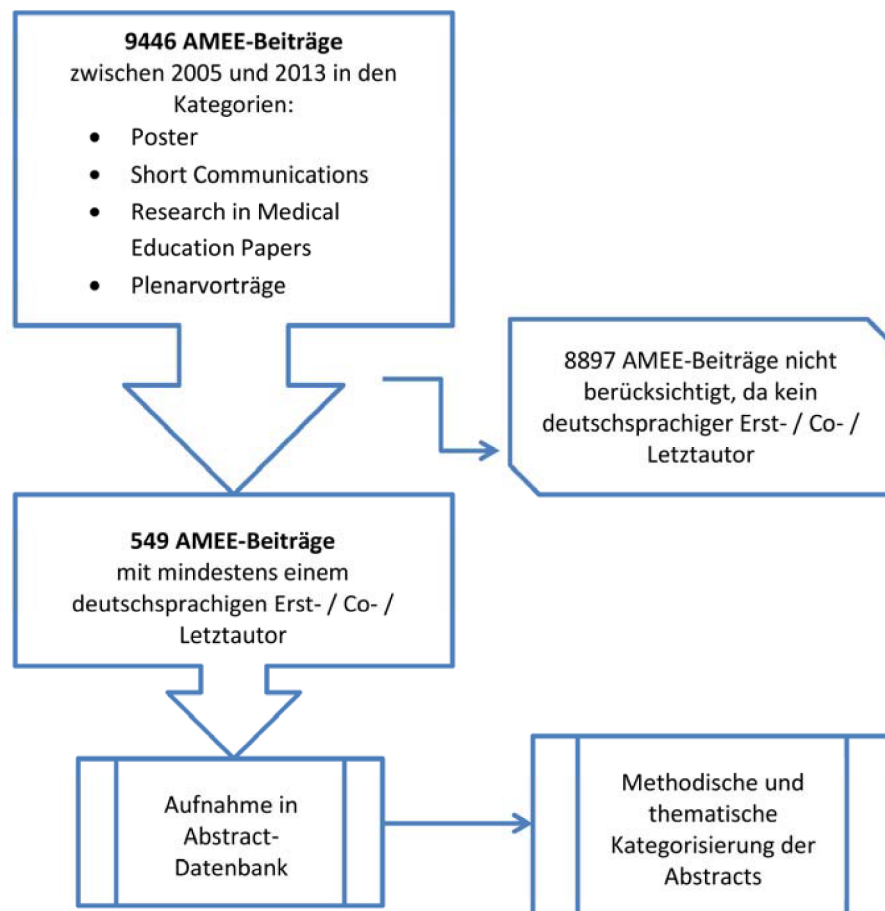 9446 AMEE-Beiträge
zwischen 2005 und 2013 in den
Kategorien:
• Poster
• Short Communications
• Research in Medical
Education Papers
• Plenarvorträge
8897 AMEE-Beiträge nicht
berücksichtigt, da kein
deutschsprachiger Erst- / Co- /
Letztautor
549 AMEE-Beiträge
mit mindestens einem
deutschsprachigen Erst- / Co- /
Letztautor
Aufnahme in
Abstract-
Datenbank
Methodische und
thematische
Kategorisierung der
Abstracts